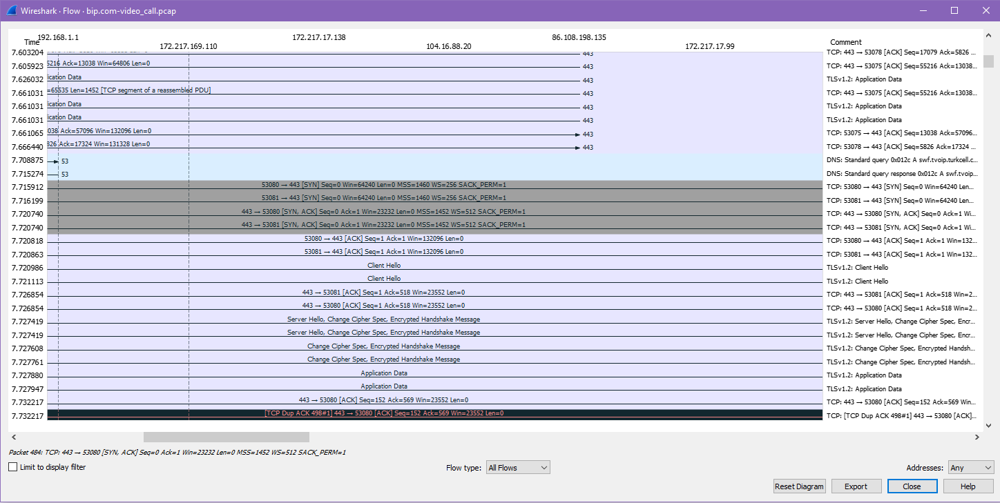 Wireshark · Flow · bip.com-video_call.pcap
192.168.1.1 172.217.17.138 86.108.198.135
Time 172.217.169.110 104.16.88.20 172.217.17.99 Comment
7.603204 443 TCP: 443 → 53078 [ACK] Seq=17079 Ack=5826 ...
7.605923 5216 Ack=13038 Win=64806 Len=0 443 TCP: 443 → 53075 [ACK] Seq=55216 Ack=13038...
7.626032 lication Data 443 TLSv1.2: Application Data
7.661031 =65535 Len=1452 [TCP segment of a reassembled PDU] 443 TCP: 443 → 53075 [ACK] Seq=55216 Ack=13038...
7.661031 lication Data 443 TLSv1.2: Application Data
7.661031 lication Data 443 TLSv1.2: Application Data
7.661065 038 Ack=57096 Win=132096 Len=0 443 TCP: 53075 → 443 [ACK] Seq=13038 Ack=57096...
7.666440 826 Ack=17324 Win=131328 Len=0 443 TCP: 53078 → 443 [ACK] Seq=5826 Ack=17324 ...
7.708875 53 DNS: Standard query 0x012c A swf.tvoip.turkcell.c...
7.715274 53 DNS: Standard query response 0x012c A swf.tvoip...
7.715912 53080 → 443 [SYN] Seq=0 Win=64240 Len=0 MSS=1460 WS=256 SACK_PERM=1 TCP: 53080 → 443 [SYN] Seq=0 Win=64240 Len...
7.716199 53081 → 443 [SYN] Seq=0 Win=64240 Len=0 MSS=1460 WS=256 SACK_PERM=1 TCP: 53081 → 443 [SYN] Seq=0 Win=64240 Len...
7.720740 443 → 53080 [SYN, ACK] Seq=0 Ack=1 Win=23232 Len=0 MSS=1452 WS=512 SACK_PERM=1 TCP: 443 → 53080 [SYN, ACK] Seq=0 Ack=1 Wi...
7.720740 443 → 53081 [SYN, ACK] Seq=0 Ack=1 Win=23232 Len=0 MSS=1452 WS=512 SACK_PERM=1 TCP: 443 → 53081 [SYN, ACK] Seq=0 Ack=1 Wi...
7.720818 53080 → 443 [ACK] Seq=1 Ack=1 Win=132096 Len=0 TCP: 53080 → 443 [ACK] Seq=1 Ack=1 Win=132...
7.720863 53081 → 443 [ACK] Seq=1 Ack=1 Win=132096 Len=0 TCP: 53081 → 443 [ACK] Seq=1 Ack=1 Win=132...
7.720986 Client Hello TLSv1.2: Client Hello
7.721113 Client Hello TLSv1.2: Client Hello
7.726854 443 → 53081 [ACK] Seq=1 Ack=518 Win=23552 Len=0 TCP: 443 → 53081 [ACK] Seq=1 Ack=518 Win=2...
7.726854 443 → 53080 [ACK] Seq=1 Ack=518 Win=23552 Len=0 TCP: 443 → 53080 [ACK] Seq=1 Ack=518 Win=2...
7.727419 Server Hello, Change Cipher Spec, Encrypted Handshake Message TLSv1.2: Server Hello, Change Cipher Spec, Encr...
7.727419 Server Hello, Change Cipher Spec, Encrypted Handshake Message TLSv1.2: Server Hello, Change Cipher Spec, Encr...
7.727608 Change Cipher Spec, Encrypted Handshake Message TLSv1.2: Change Cipher Spec, Encrypted Handsh...
7.727761 Change Cipher Spec, Encrypted Handshake Message TLSv1.2: Change Cipher Spec, Encrypted Handsh...
7.727880 Application Data TLSv1.2: Application Data
7.727947 Application Data TLSv1.2: Application Data
7.732217 443 → 53080 [ACK] Seq=152 Ack=569 Win=23552 Len=0 TCP: 443 → 53080 [ACK] Seq=152 Ack=569 Win...
7.732217 [TCP Dup ACK 498#1] 443 → 53080 [ACK] Seq=152 Ack=569 Win=23552 Len=0 TCP: [TCP Dup ACK 498#1] 443 → 53080 [ACK]...
Packet 484: TCP: 443 → 53080 [SYN, ACK] Seq=0 Ack=1 Win=23232 Len=0 MSS=1452 WS=512 SACK_PERM=1
Limit to display filter Flow type: All Flows Addresses: Any
Reset Diagram Export Close Help